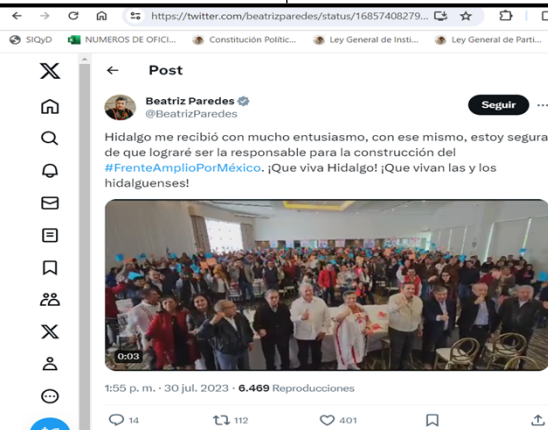 https://twitter.com/beatrizparedes/status/16857408279...
SIQyD NUMEROS DE OFICI... Constitución Polític... Ley General de Insti... Ley General de Parti...
Post
Beatriz Paredes
@BeatrizParedes
Seguir
Hidalgo me recibió con mucho entusiasmo, con ese mismo, estoy segura
de que lograré ser la responsable para la construcción del
#FrenteAmplioPorMéxico. ¡Que viva Hidalgo! ¡Que vivan las y los
hidalguenses!
0:03
1:55 p. m. · 30 jul. 2023 · 6.469 Reproducciones
14 112 401